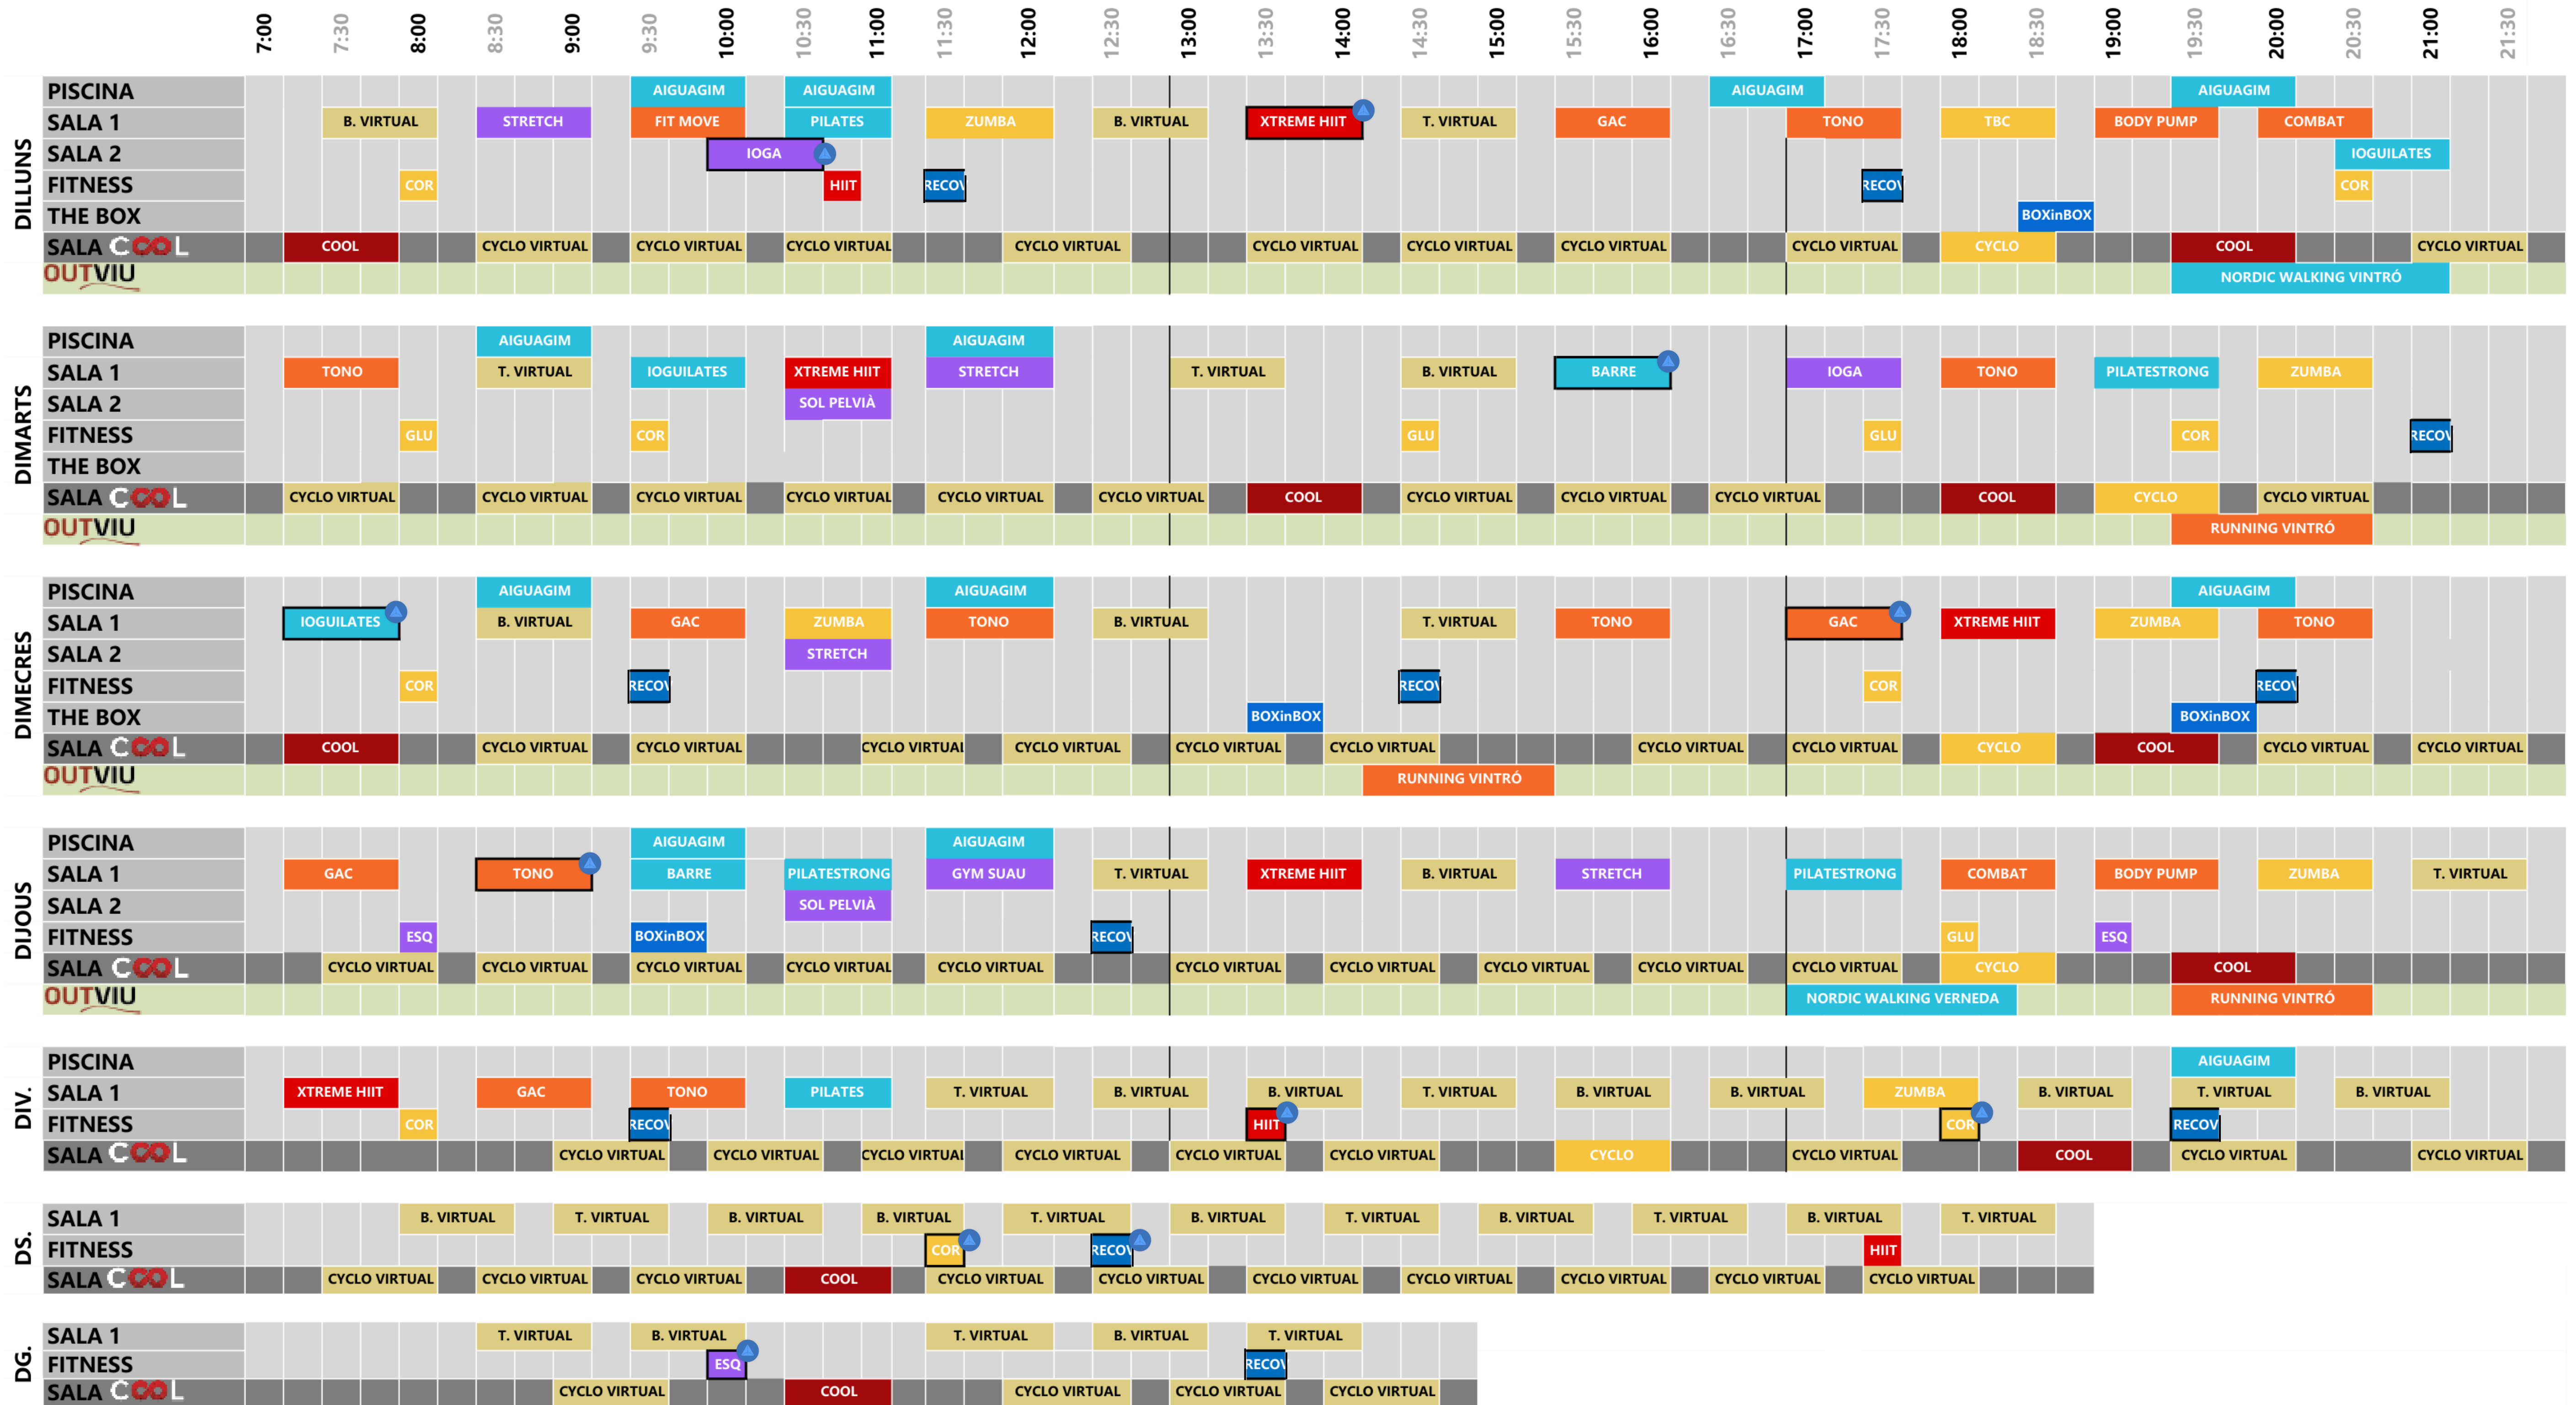 7:00 7:30 8:00 8:30 9:00 9:30 10:00 10:30 11:00 11:30 12:00 12:30 13:00 13:30 14:00 14:30 15:00 15:30 16:00 16:30 17:00 17:30 18:00 18:30 19:00 19:30 20:00 20:30 21:00 21:30
DILLUNS
PISCINA AIGUAGIM AIGUAGIM AIGUAGIM AIGUAGIM
SALA 1 B. VIRTUAL STRETCH FIT MOVE PILATES ZUMBA B. VIRTUAL XTREME HIIT T. VIRTUAL GAC TONO TBC BODY PUMP COMBAT
SALA 2 IOGA IOGUILATES
FITNESS COR HIIT RECOV RECOV COR
THE BOX BOXinBOX
SALA COOL COOL CYCLO VIRTUAL CYCLO VIRTUAL CYCLO VIRTUAL CYCLO VIRTUAL CYCLO VIRTUAL CYCLO VIRTUAL CYCLO VIRTUAL CYCLO VIRTUAL CYCLO COOL CYCLO VIRTUAL
OUTVIU NORDIC WALKING VINTRÓ
DIMARTS
PISCINA AIGUAGIM AIGUAGIM
SALA 1 TONO T. VIRTUAL IOGUILATES XTREME HIIT STRETCH T. VIRTUAL B. VIRTUAL BARRE IOGA TONO PILATESTRONG ZUMBA
SALA 2 SOL PELVIÀ
FITNESS GLU COR GLU GLU COR RECOV
THE BOX
SALA COOL CYCLO VIRTUAL CYCLO VIRTUAL CYCLO VIRTUAL CYCLO VIRTUAL CYCLO VIRTUAL CYCLO VIRTUAL COOL CYCLO VIRTUAL CYCLO VIRTUAL CYCLO VIRTUAL COOL CYCLO CYCLO VIRTUAL
OUTVIU RUNNING VINTRÓ
DIMECRES
PISCINA AIGUAGIM AIGUAGIM AIGUAGIM
SALA 1 IOGUILATES B. VIRTUAL GAC ZUMBA TONO B. VIRTUAL T. VIRTUAL TONO GAC XTREME HIIT ZUMBA TONO
SALA 2 STRETCH
FITNESS COR RECOV RECOV COR RECOV
THE BOX BOXinBOX BOXinBOX
SALA COOL COOL CYCLO VIRTUAL CYCLO VIRTUAL CYCLO VIRTUAL CYCLO VIRTUAL CYCLO VIRTUAL CYCLO VIRTUAL CYCLO VIRTUAL CYCLO VIRTUAL CYCLO COOL CYCLO VIRTUAL CYCLO VIRTUAL
OUTVIU RUNNING VINTRÓ
DIJOUS
PISCINA AIGUAGIM AIGUAGIM
SALA 1 GAC TONO BARRE PILATESTRONG GYM SUAU T. VIRTUAL XTREME HIIT B. VIRTUAL STRETCH PILATESTRONG COMBAT BODY PUMP ZUMBA T. VIRTUAL
SALA 2 SOL PELVIÀ
FITNESS ESQ BOXinBOX RECOV GLU ESQ
SALA COOL CYCLO VIRTUAL CYCLO VIRTUAL CYCLO VIRTUAL CYCLO VIRTUAL CYCLO VIRTUAL CYCLO VIRTUAL CYCLO VIRTUAL CYCLO VIRTUAL CYCLO VIRTUAL CYCLO VIRTUAL CYCLO COOL
OUTVIU NORDIC WALKING VERNEDA RUNNING VINTRÓ
DIV.
PISCINA AIGUAGIM
SALA 1 XTREME HIIT GAC TONO PILATES T. VIRTUAL B. VIRTUAL B. VIRTUAL T. VIRTUAL B. VIRTUAL B. VIRTUAL ZUMBA B. VIRTUAL T. VIRTUAL B. VIRTUAL
FITNESS COR RECOV HIIT COR RECOV
SALA COOL CYCLO VIRTUAL CYCLO VIRTUAL CYCLO VIRTUAL CYCLO VIRTUAL CYCLO VIRTUAL CYCLO VIRTUAL CYCLO CYCLO VIRTUAL COOL CYCLO VIRTUAL CYCLO VIRTUAL
DS.
SALA 1 B. VIRTUAL T. VIRTUAL B. VIRTUAL B. VIRTUAL T. VIRTUAL B. VIRTUAL T. VIRTUAL B. VIRTUAL T. VIRTUAL B. VIRTUAL T. VIRTUAL
FITNESS COR RECOV HIIT
SALA COOL CYCLO VIRTUAL CYCLO VIRTUAL CYCLO VIRTUAL COOL CYCLO VIRTUAL CYCLO VIRTUAL CYCLO VIRTUAL CYCLO VIRTUAL CYCLO VIRTUAL CYCLO VIRTUAL CYCLO VIRTUAL
DG.
SALA 1 T. VIRTUAL B. VIRTUAL T. VIRTUAL B. VIRTUAL T. VIRTUAL
FITNESS ESQ RECOV
SALA COOL CYCLO VIRTUAL COOL CYCLO VIRTUAL CYCLO VIRTUAL CYCLO VIRTUAL